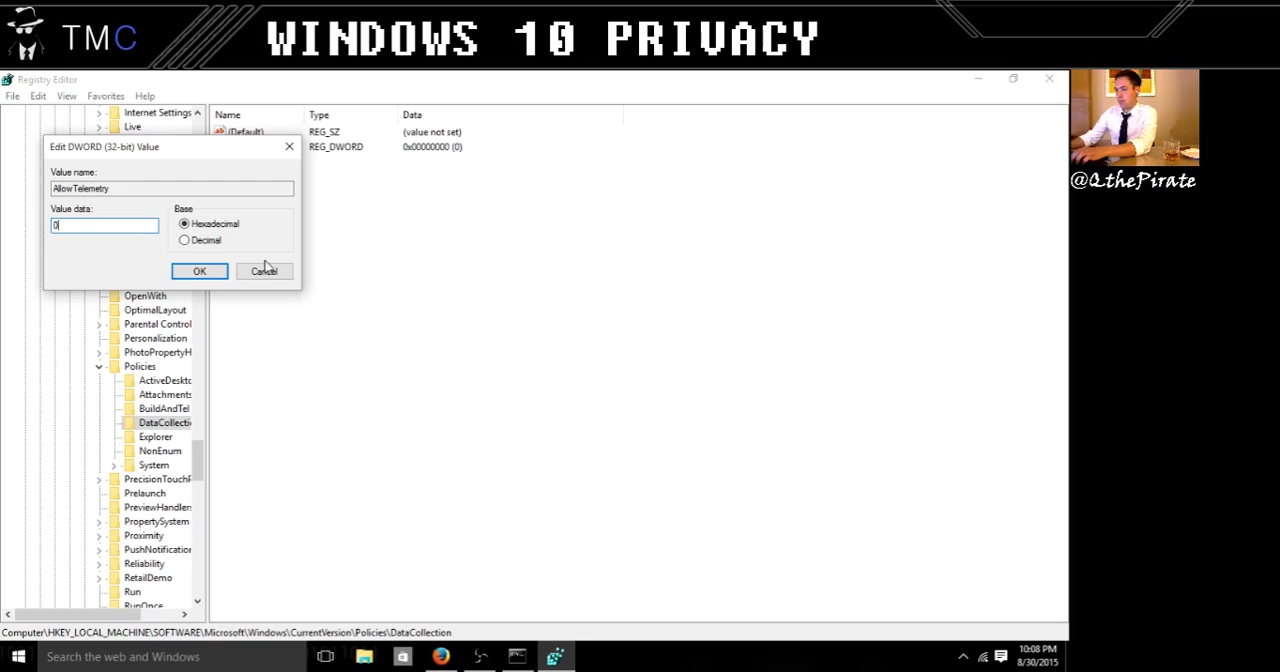 TMC
WINDOWS 10 PRIVACY
Registry Editor
File Edit View Favorites Help
Internet Settings
Live
Name Type Data
(Default) REG_SZ (value not set)
REG_DWORD 0x00000000 (0)
Edit DWORD (32-bit) Value
Value name:
AllowTelemetry
Value data:
0
Base
Hexadecimal
Decimal
OK Cancel
OpenWith
OptimalLayout
Parental Control
Personalization
PhotoPropertyH
Policies
ActiveDeskto
Attachments
BuildAndTel
DataCollecti
Explorer
NonEnum
System
PrecisionTouchP
Prelaunch
PreviewHandlers
PropertySystem
Proximity
PushNotification
Reliability
RetailDemo
Run
RunOnce
Computer\HKEY_LOCAL_MACHINE\SOFTWARE\Microsoft\Windows\CurrentVersion\Policies\DataCollection
Search the web and Windows
10:08 PM
8/30/2015
@QthePirate